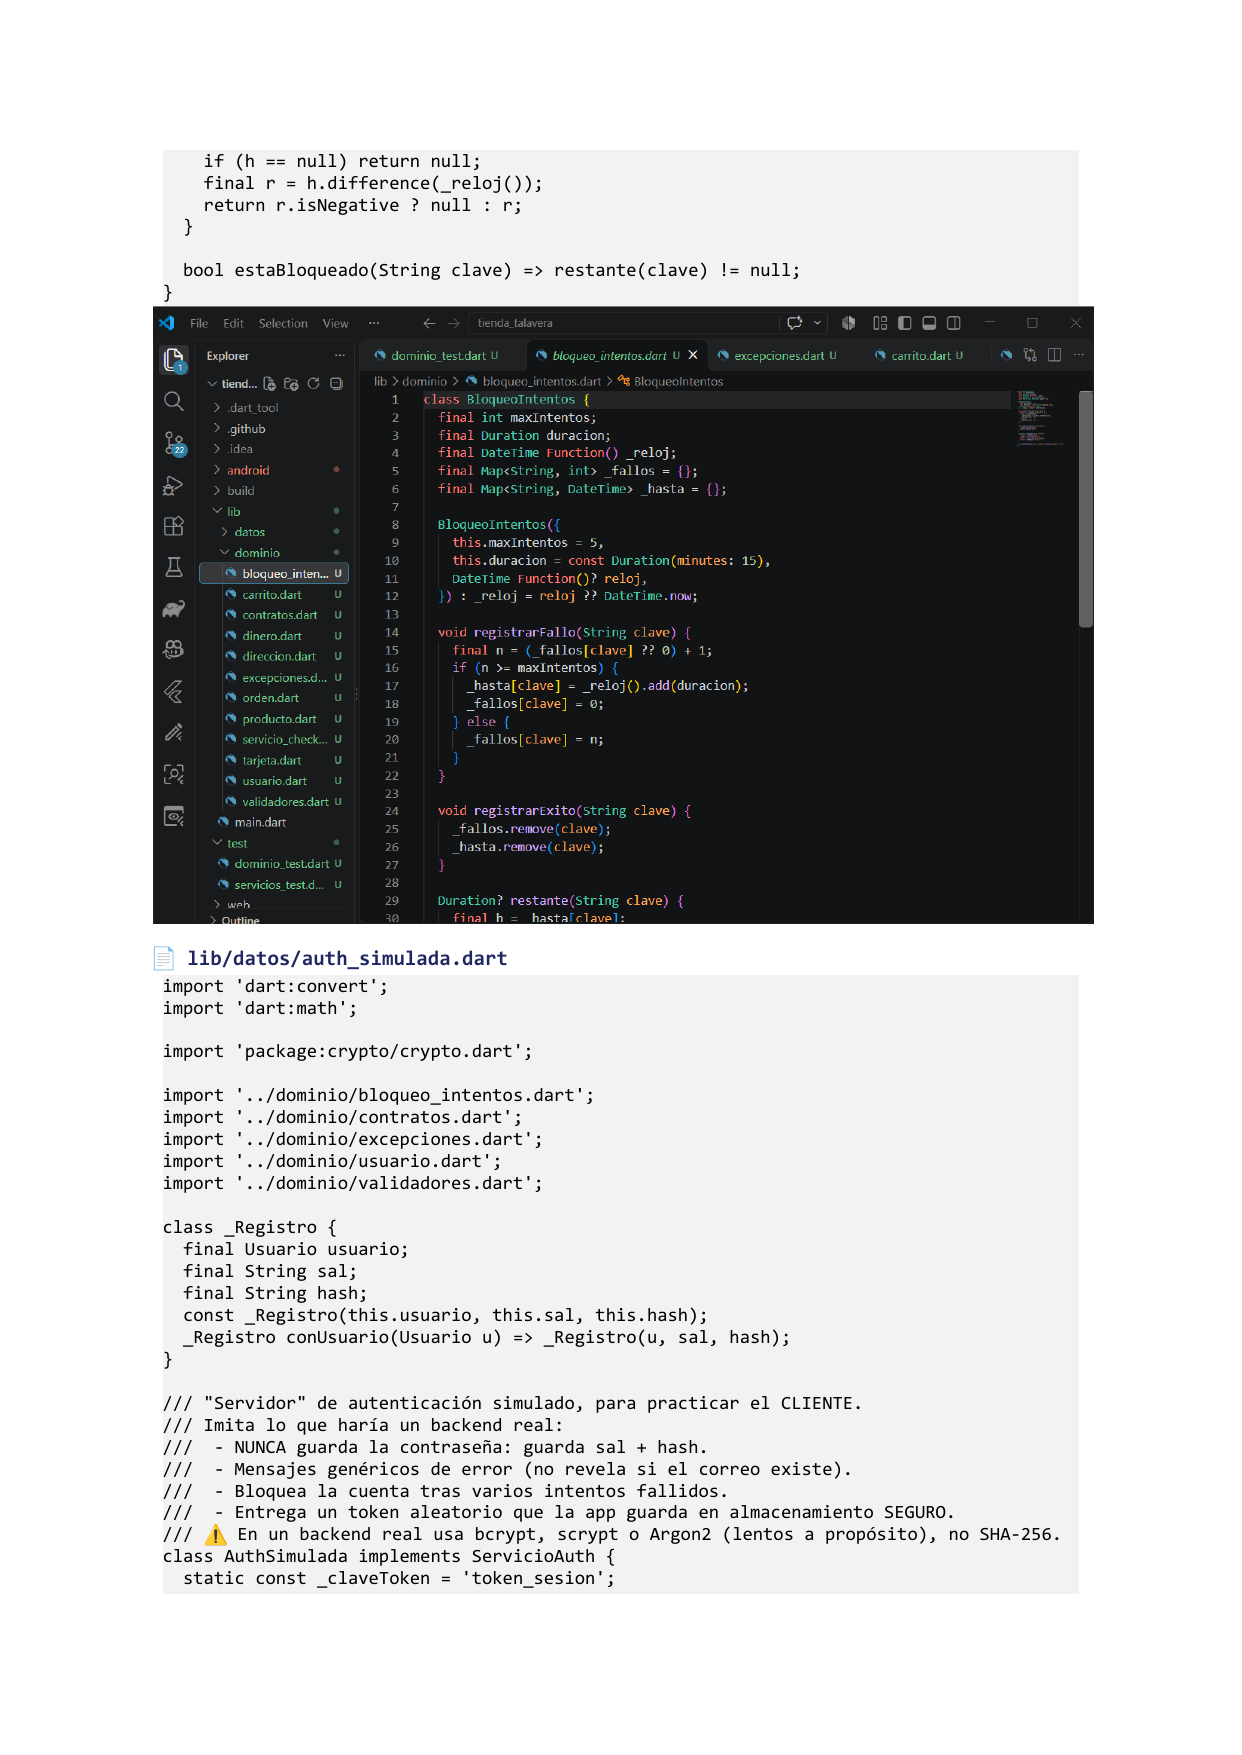 if (h == null) return null;
    final r = h.difference(_reloj());
    return r.isNegative ? null : r;
  }

  bool estaBloqueado(String clave) => restante(clave) != null;
}
File Edit Selection View ··· tienda_talavera
Explorer ···
dominio_test.dart U
bloqueo_intentos.dart U
excepciones.dart U
carrito.dart U
lib > dominio > bloqueo_intentos.dart > BloqueoIntentos
tiend...
.dart_tool
.github
.idea
android
build
lib
datos
dominio
bloqueo_inten... U
carrito.dart U
contratos.dart U
dinero.dart U
direccion.dart U
excepciones.d... U
orden.dart U
producto.dart U
servicio_check... U
tarjeta.dart U
usuario.dart U
validadores.dart U
main.dart
test
dominio_test.dart U
servicios_test.d... U
web
Outline
1
22
1 class BloqueoIntentos {
2   final int maxIntentos;
3   final Duration duracion;
4   final DateTime Function() _reloj;
5   final Map<String, int> _fallos = {};
6   final Map<String, DateTime> _hasta = {};
7
8   BloqueoIntentos({
9     this.maxIntentos = 5,
10     this.duracion = const Duration(minutes: 15),
11     DateTime Function()? reloj,
12   }) : _reloj = reloj ?? DateTime.now;
13
14   void registrarFallo(String clave) {
15     final n = (_fallos[clave] ?? 0) + 1;
16     if (n >= maxIntentos) {
17       _hasta[clave] = _reloj().add(duracion);
18       _fallos[clave] = 0;
19     } else {
20       _fallos[clave] = n;
21     }
22   }
23
24   void registrarExito(String clave) {
25     _fallos.remove(clave);
26     _hasta.remove(clave);
27   }
28
29   Duration? restante(String clave) {
30     final h = _hasta[clave];
📄 lib/datos/auth_simulada.dart
import 'dart:convert';
import 'dart:math';

import 'package:crypto/crypto.dart';

import '../dominio/bloqueo_intentos.dart';
import '../dominio/contratos.dart';
import '../dominio/excepciones.dart';
import '../dominio/usuario.dart';
import '../dominio/validadores.dart';

class _Registro {
  final Usuario usuario;
  final String sal;
  final String hash;
  const _Registro(this.usuario, this.sal, this.hash);
  _Registro conUsuario(Usuario u) => _Registro(u, sal, hash);
}

/// "Servidor" de autenticación simulado, para practicar el CLIENTE.
/// Imita lo que haría un backend real:
///  - NUNCA guarda la contraseña: guarda sal + hash.
///  - Mensajes genéricos de error (no revela si el correo existe).
///  - Bloquea la cuenta tras varios intentos fallidos.
///  - Entrega un token aleatorio que la app guarda en almacenamiento SEGURO.
/// ⚠️ En un backend real usa bcrypt, scrypt o Argon2 (lentos a propósito), no SHA-256.
class AuthSimulada implements ServicioAuth {
  static const _claveToken = 'token_sesion';